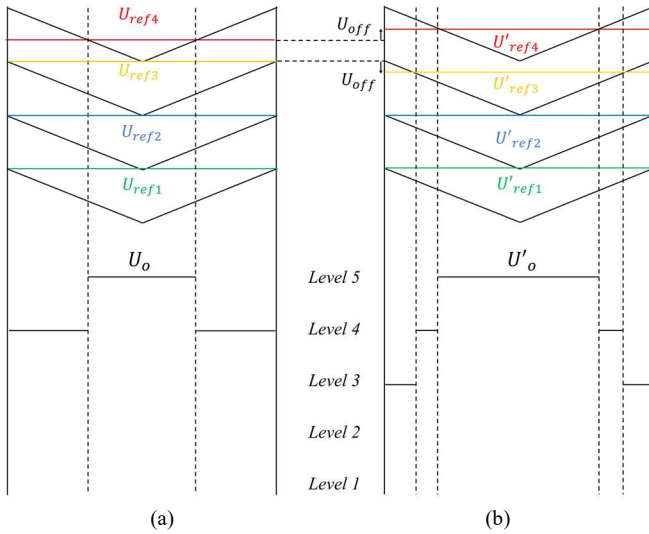 U_ref4
U_ref3
U_ref2
U_ref1
U_o
U_off
U_off
U'_ref4
U'_ref3
U'_ref2
U'_ref1
U'_o
Level 5
Level 4
Level 3
Level 2
Level 1
(a)
(b)